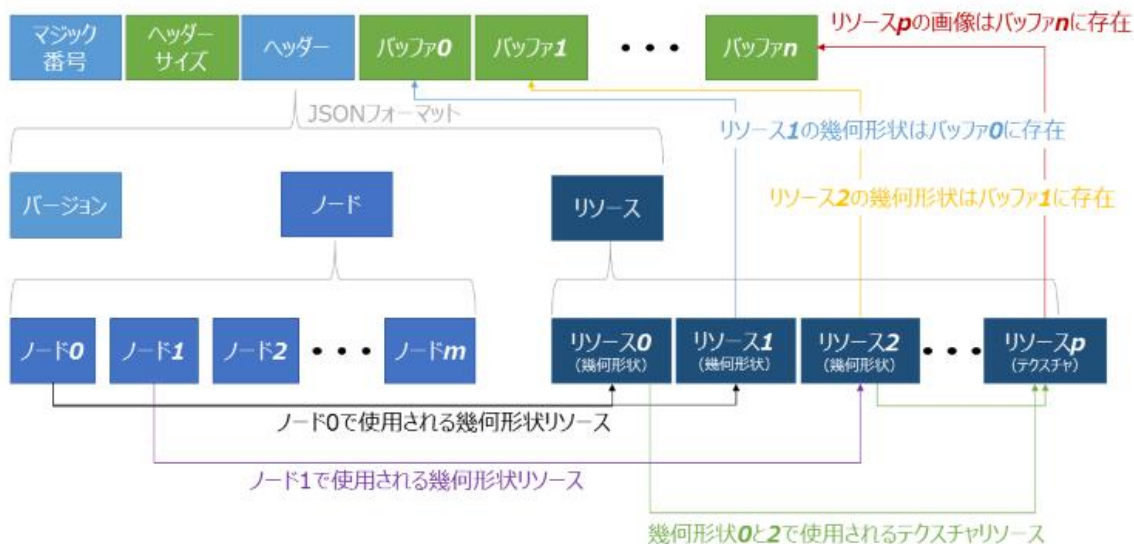 リソースpの画像はバッファnに存在
マジック
番号
ヘッダー
サイズ
ヘッダー
バッファ0
バッファ1
• • •
バッファn
JSONフォーマット
リソース1の幾何形状はバッファ0に存在
バージョン
ノード
リソース
リソース2の幾何形状はバッファ1に存在
ノード0
ノード1
ノード2
• • •
ノードm
リソース0
(幾何形状)
リソース1
(幾何形状)
リソース2
(幾何形状)
• • •
リソースp
(テクスチャ)
ノード0で使用される幾何形状リソース
ノード1で使用される幾何形状リソース
幾何形状0と2で使用されるテクスチャリソース